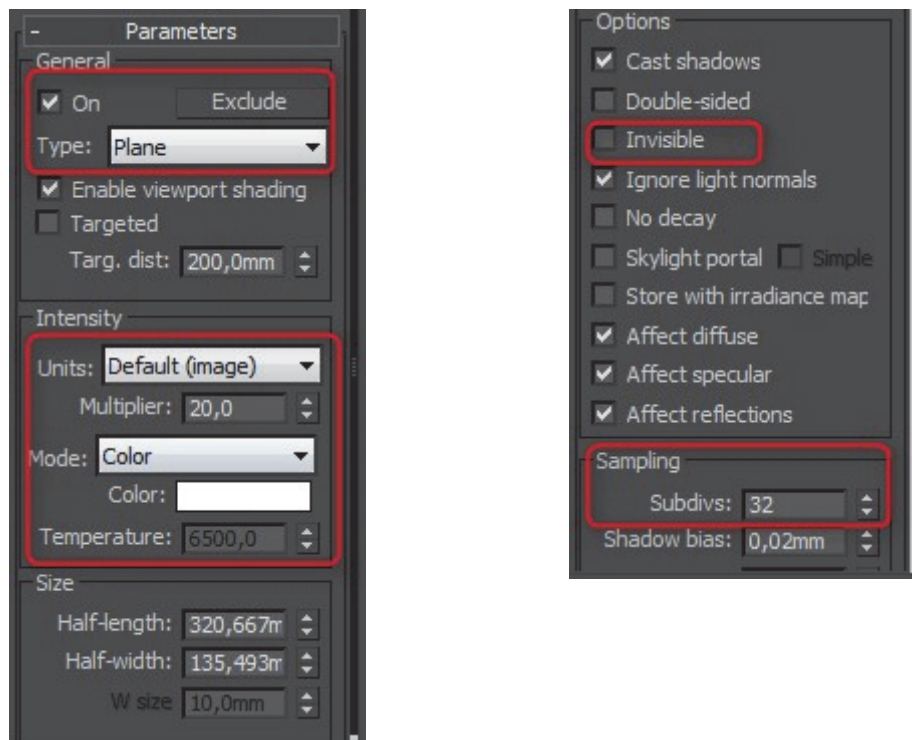 - Parameters
General
On Exclude
Type: Plane
Enable viewport shading
Targeted
Targ. dist: 200,0mm
Intensity
Units: Default (image)
Multiplier: 20,0
Mode: Color
Color:
Temperature: 6500,0
Size
Half-length: 320,667m
Half-width: 135,493m
W size 10,0mm
Options
Cast shadows
Double-sided
Invisible
Ignore light normals
No decay
Skylight portal Simple
Store with irradiance map
Affect diffuse
Affect specular
Affect reflections
Sampling
Subdivs: 32
Shadow bias: 0,02mm